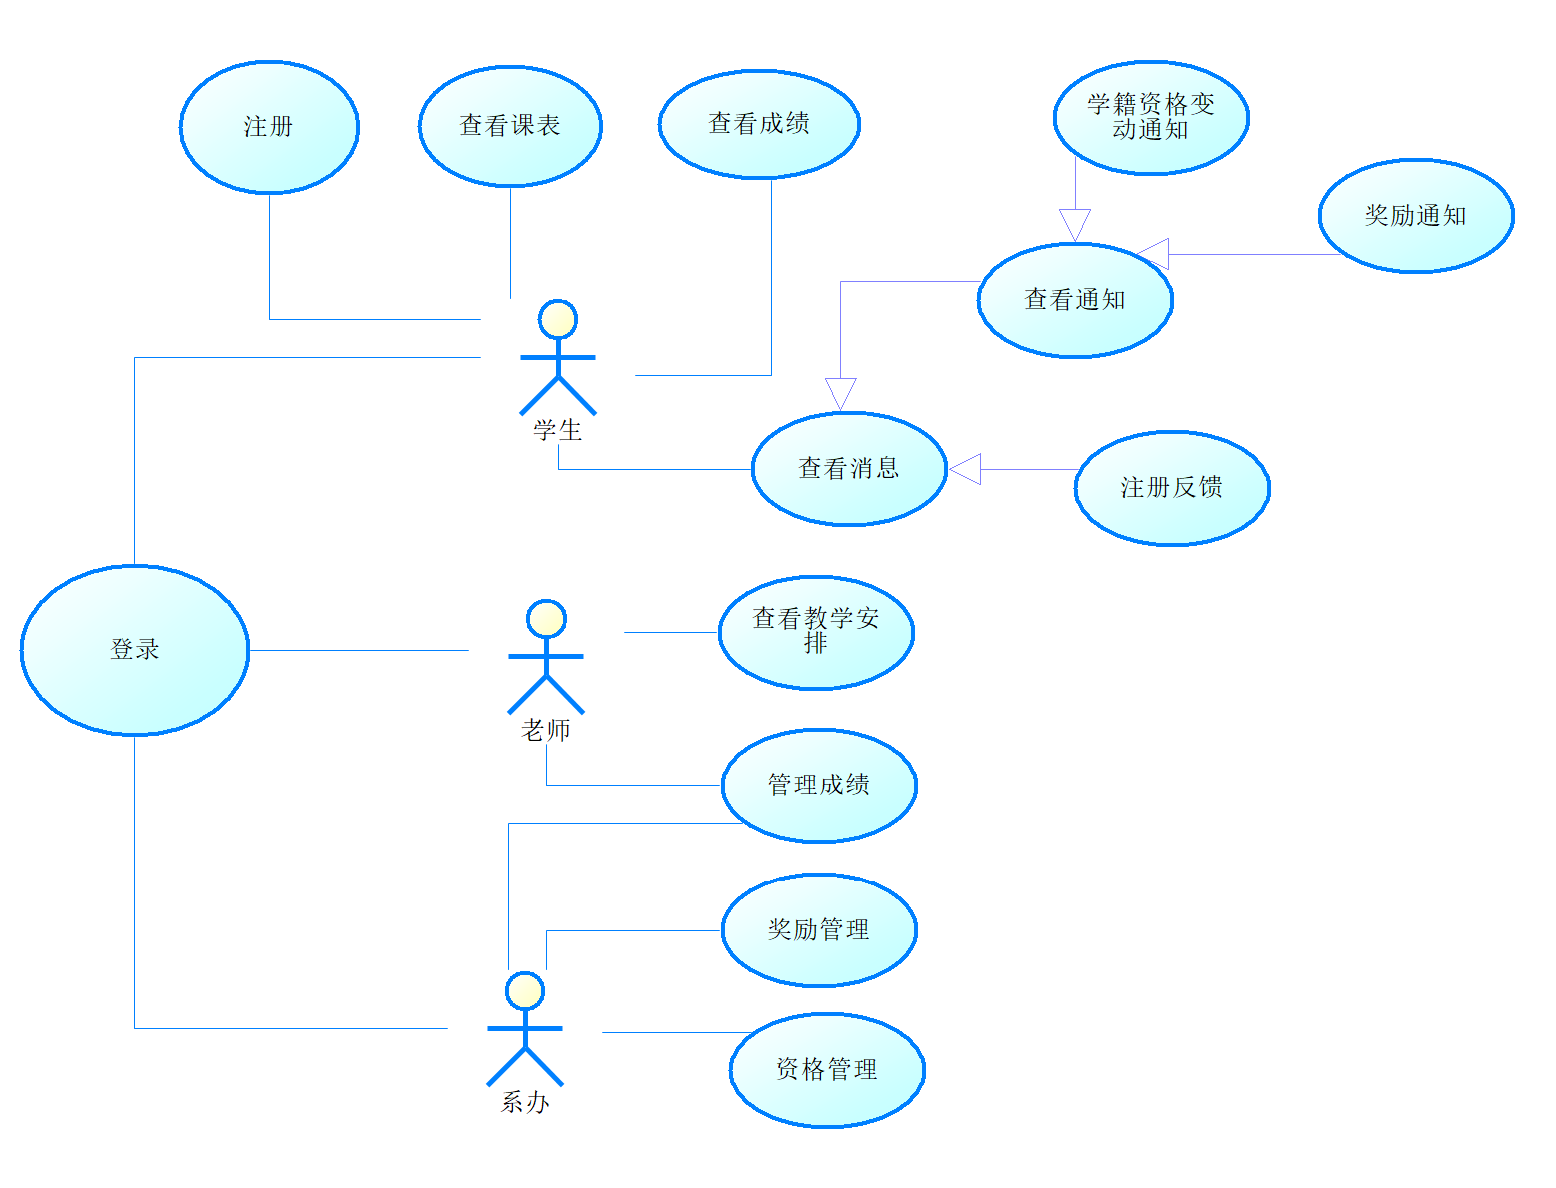 注册
查看课表
查看成绩
学籍资格变
动通知
奖励通知
查看通知
学生
查看消息
注册反馈
登录
查看教学安
排
老师
管理成绩
奖励管理
资格管理
系办